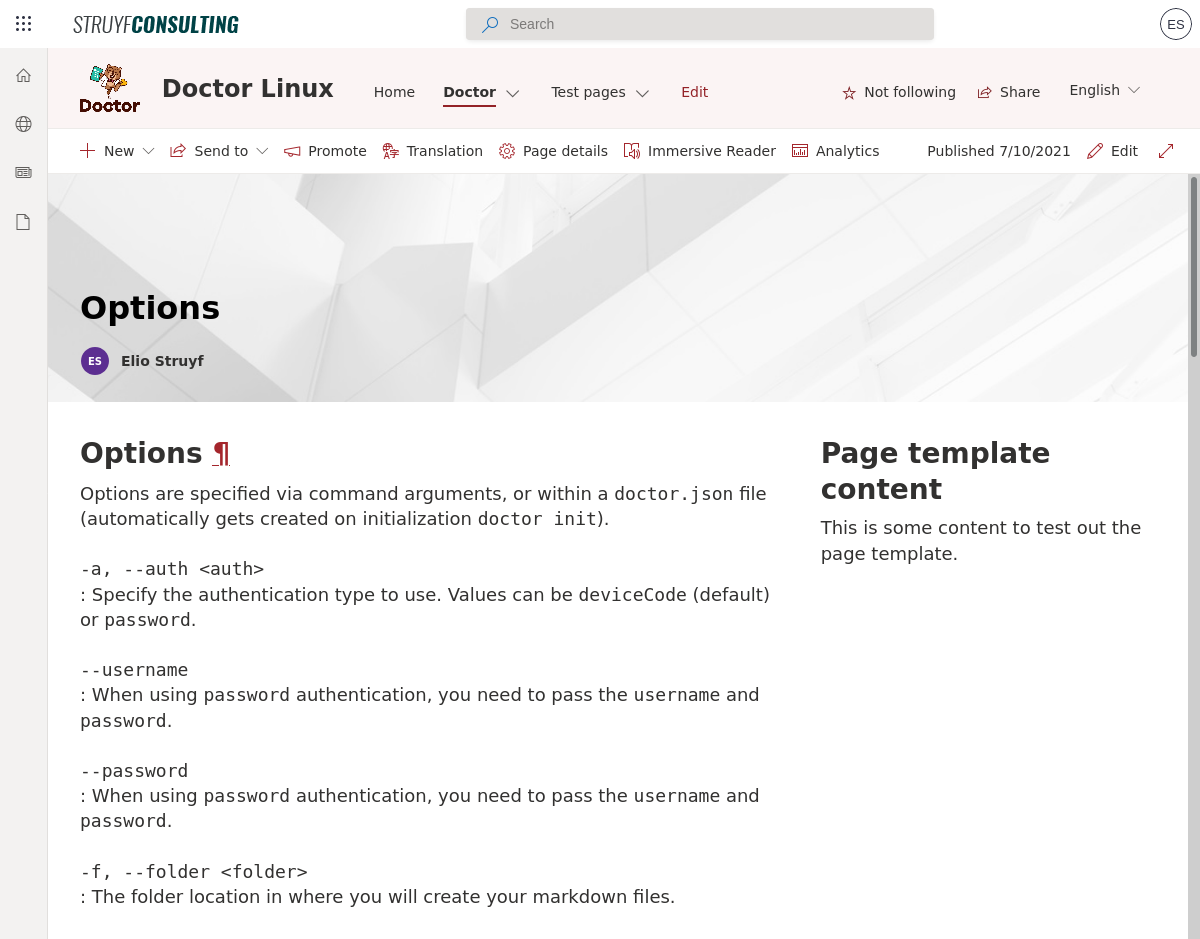 STRUYFCONSULTING
Search
ES
Doctor
Doctor Linux
Home
Doctor
Test pages
Edit
Not following
Share
English
New
Send to
Promote
Translation
Page details
Immersive Reader
Analytics
Published 7/10/2021
Edit
Options
ES
Elio Struyf
Options ¶
Options are specified via command arguments, or within a doctor.json file
(automatically gets created on initialization doctor init).
-a, --auth <auth>
: Specify the authentication type to use. Values can be deviceCode (default)
or password.
--username
: When using password authentication, you need to pass the username and
password.
--password
: When using password authentication, you need to pass the username and
password.
-f, --folder <folder>
: The folder location in where you will create your markdown files.
Page template
content
This is some content to test out the
page template.